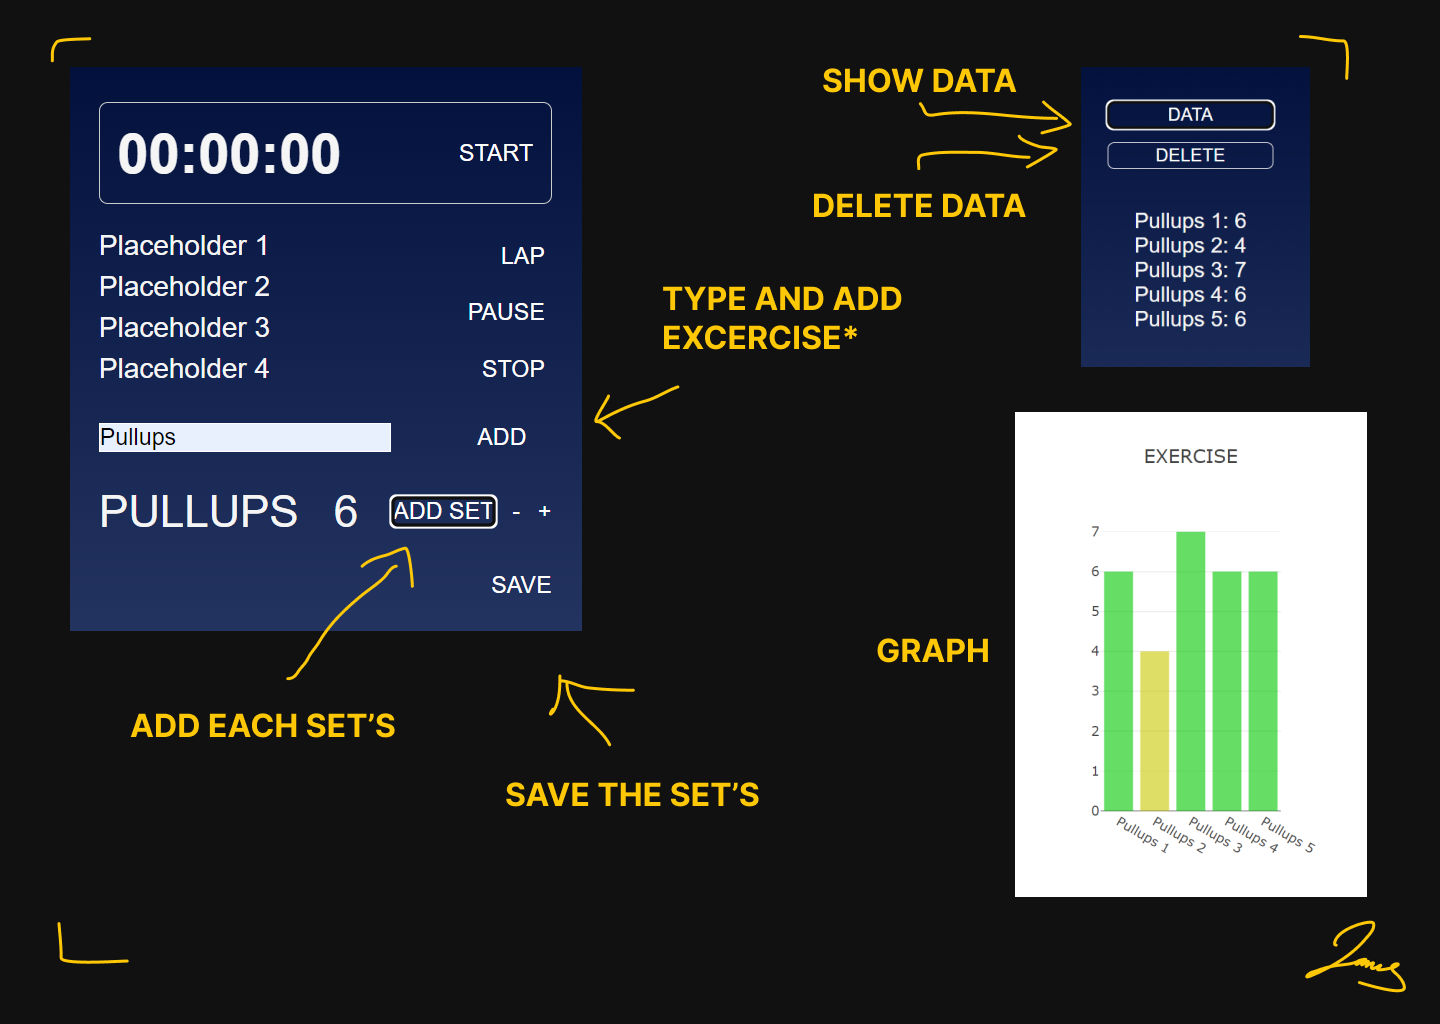 00:00:00 START
Placeholder 1
LAP
Placeholder 2
PAUSE
Placeholder 3
Placeholder 4
STOP
Pullups
ADD
PULLUPS 6 ADD SET - +
SAVE
ADD EACH SET’S
SAVE THE SET’S
TYPE AND ADD
EXCERCISE*
SHOW DATA
DELETE DATA
DATA
DELETE
Pullups 1: 6
Pullups 2: 4
Pullups 3: 7
Pullups 4: 6
Pullups 5: 6
GRAPH
EXERCISE
7
6
5
4
3
2
1
0
Pullups 1
Pullups 2
Pullups 3
Pullups 4
Pullups 5